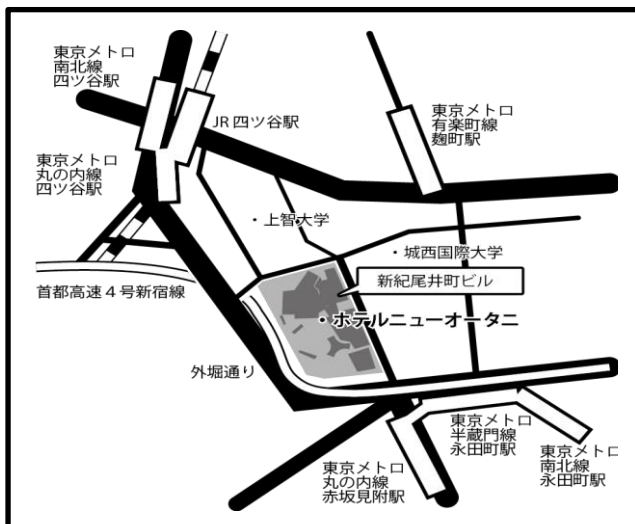 東京メトロ
南北線
四ツ谷駅
JR四ツ谷駅
東京メトロ
有楽町線
麹町駅
東京メトロ
丸の内線
四ツ谷駅
・上智大学
・城西国際大学
新紀尾井町ビル
首都高速4号新宿線
・ホテルニューオータニ
外堀通り
東京メトロ
半蔵門線
永田町駅
東京メトロ
南北線
永田町駅
東京メトロ
丸の内線
赤坂見附駅